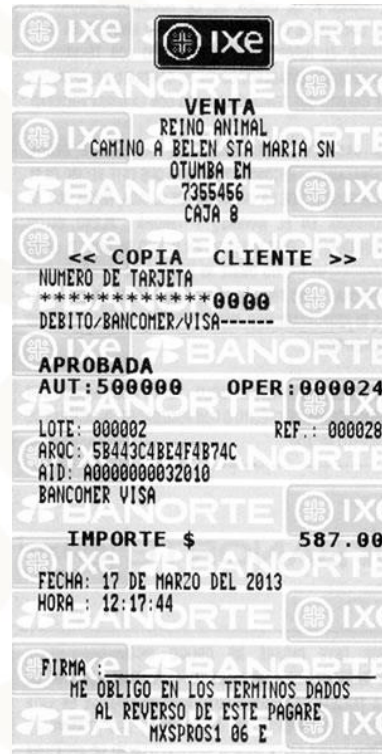 ixe
VENTA
REINO ANIMAL
CAMINO A BELEN STA MARIA SN
OTUMBA EM
7355456
CAJA 8
<< COPIA CLIENTE >>
NUMERO DE TARJETA
************0000
DEBITO/BANCOMER/VISA------
APROBADA
AUT:500000 OPER:000024
LOTE: 000002 REF.: 000028
ARQC: 5B443C4BE4F4B74C
AID: A0000000032010
BANCOMER VISA
IMPORTE $ 587.00
FECHA: 17 DE MARZO DEL 2013
HORA : 12:17:44
FIRMA :
ME OBLIGO EN LOS TERMINOS DADOS
AL REVERSO DE ESTE PAGARE
MXSPROS1 06 E